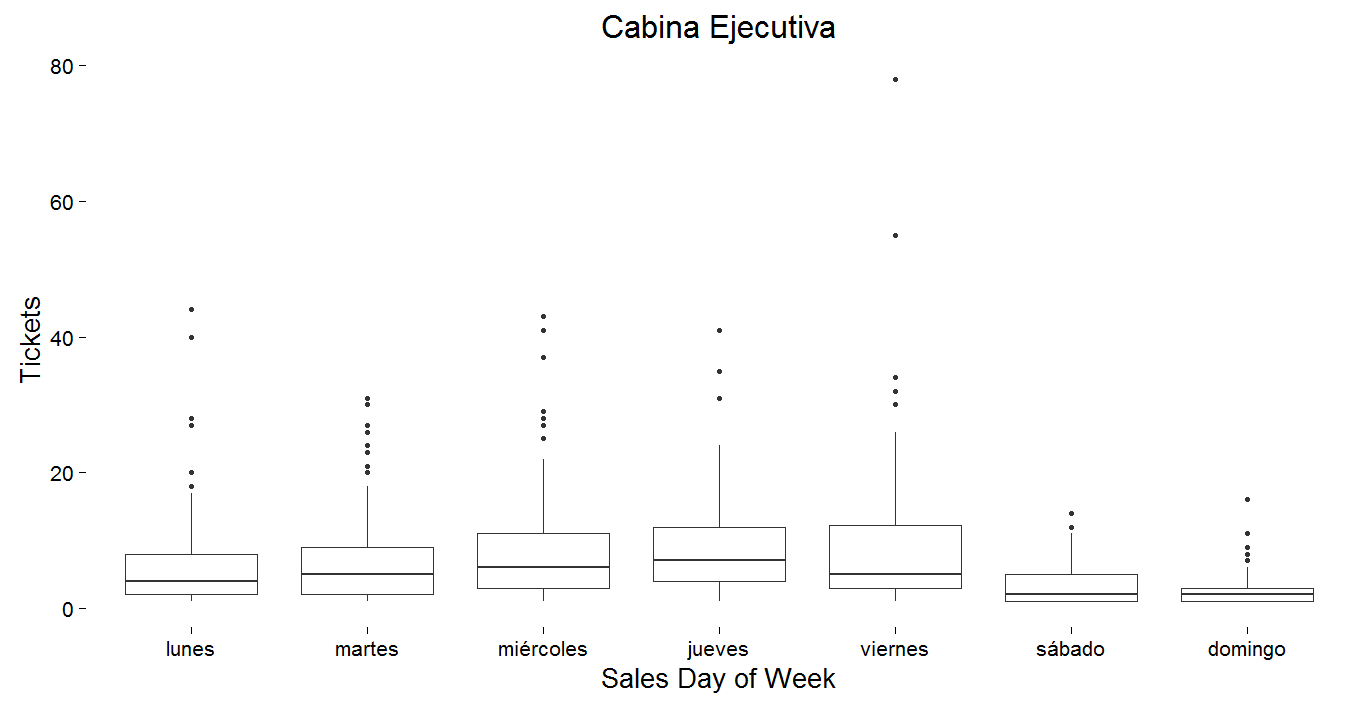 Cabina Ejecutiva
80
60
40
20
0
Tickets
lunes martes miércoles jueves viernes sábado domingo
Sales Day of Week